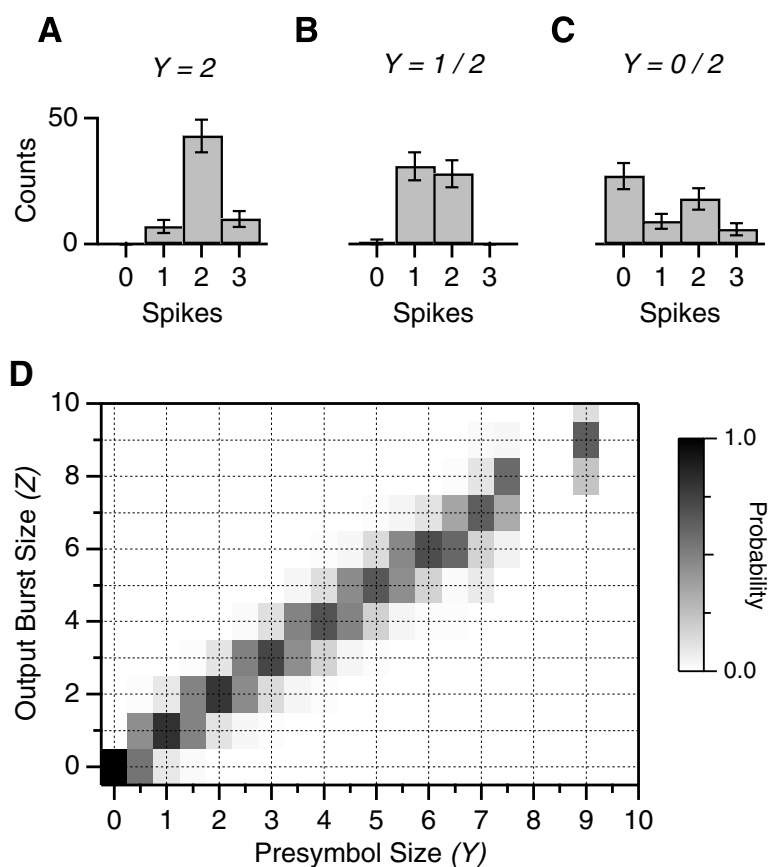 A
B
C
Y = 2
Y = 1 / 2
Y = 0 / 2
50
0
Counts
0 1 2 3
0 1 2 3
0 1 2 3
Spikes
Spikes
Spikes
D
10
8
6
4
2
0
Output Burst Size (Z)
0 1 2 3 4 5 6 7 8 9 10
Presymbol Size (Y)
1.0
0.0
Probability